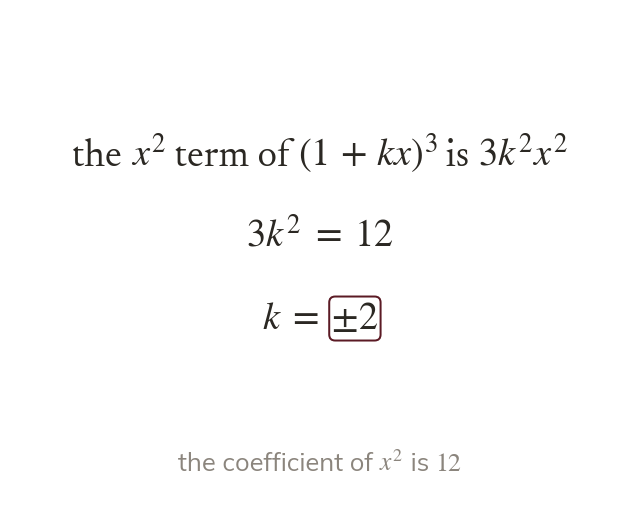 the x² term of (1 + kx)³ is 3k²x²
3k² = 12
k = ±2
the coefficient of x² is 12